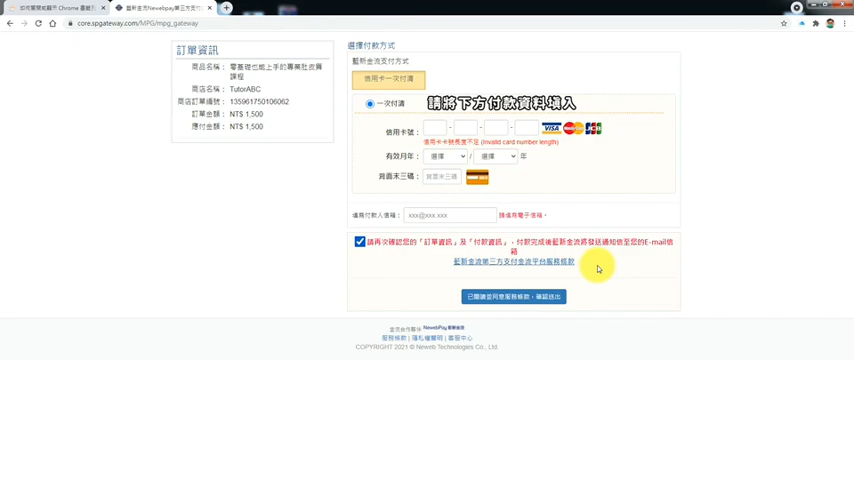 如何管理或關閉 Chrome 書籤列
藍新金流Newebpay第三方支付
core.spgateway.com/MPG/mpg_gateway
訂單資訊
商品名稱： 零基礎也能上手的專業肚皮舞
課程
商店名稱： TutorABC
商店訂單編號： 135961750106062
訂單金額： NT$ 1,500
應付金額： NT$ 1,500
選擇付款方式
藍新金流支付方式
信用卡一次付清
一次付清
請將下方付款資料填入
信用卡號：
- - -
VISA MasterCard JCB
信用卡卡號長度不足 (Invalid card number length)
有效月年： 選擇 / 選擇 年
背面末三碼： 背面末三碼
填寫付款人信箱： xxx@xxx.xxx 請填寫電子信箱。
請再次確認您的「訂單資訊」及「付款資訊」，付款完成後藍新金流將發送通知信至您的E-mail信
箱
藍新金流第三方支付金流平台服務條款
已閱讀並同意服務條款，確認送出
金流合作夥伴 NewebPay 藍新金流
服務條款 | 隱私權聲明 | 客服中心
COPYRIGHT 2021 © Neweb Technologies Co., Ltd.